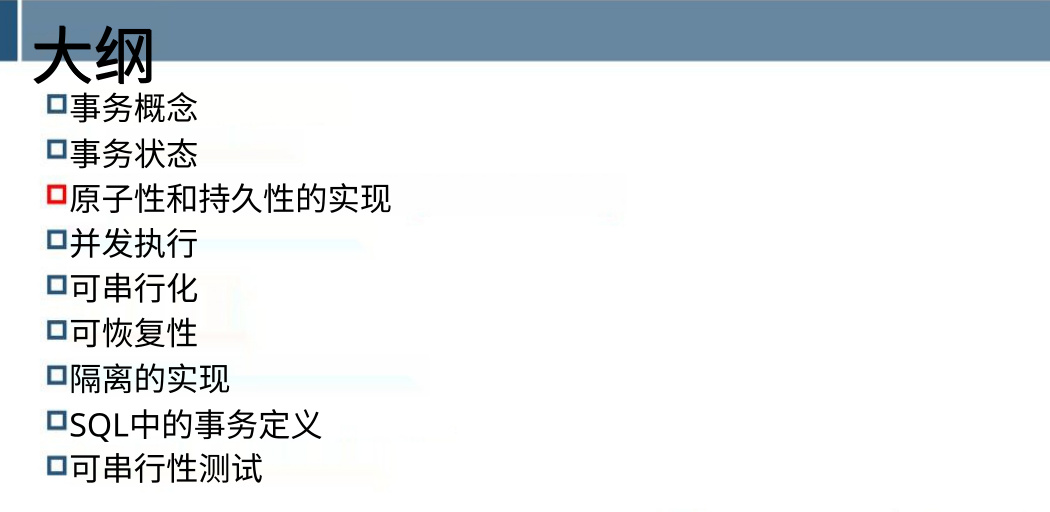 大纲
事务概念
事务状态
原子性和持久性的实现
并发执行
可串行化
可恢复性
隔离的实现
SQL中的事务定义
可串行性测试